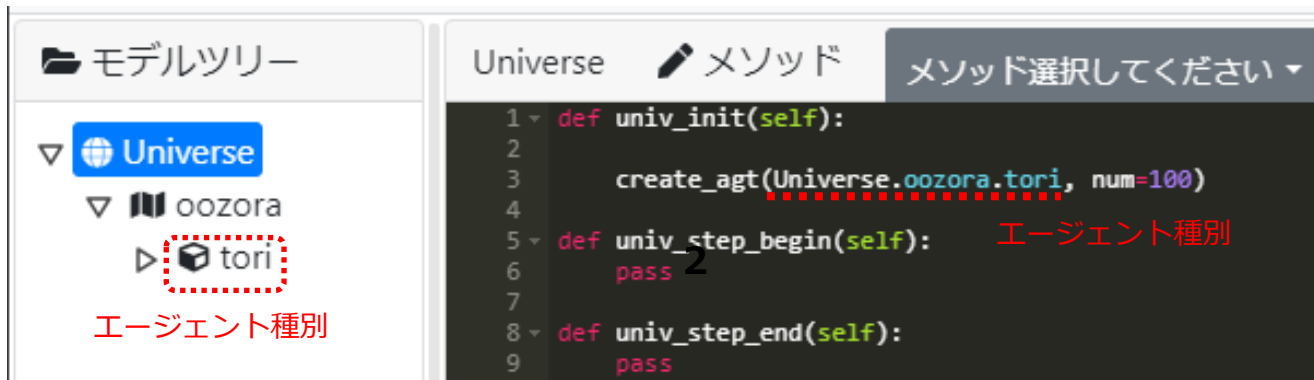 モデルツリー
Universe
oozora
tori
エージェント種別
Universe メソッド メソッド選択してください
1 def univ_init(self):
2
3 create_agt(Universe.oozora.tori, num=100)
4
エージェント種別
5 def univ_step_begin(self):
6 pass
2
7
8 def univ_step_end(self):
9 pass